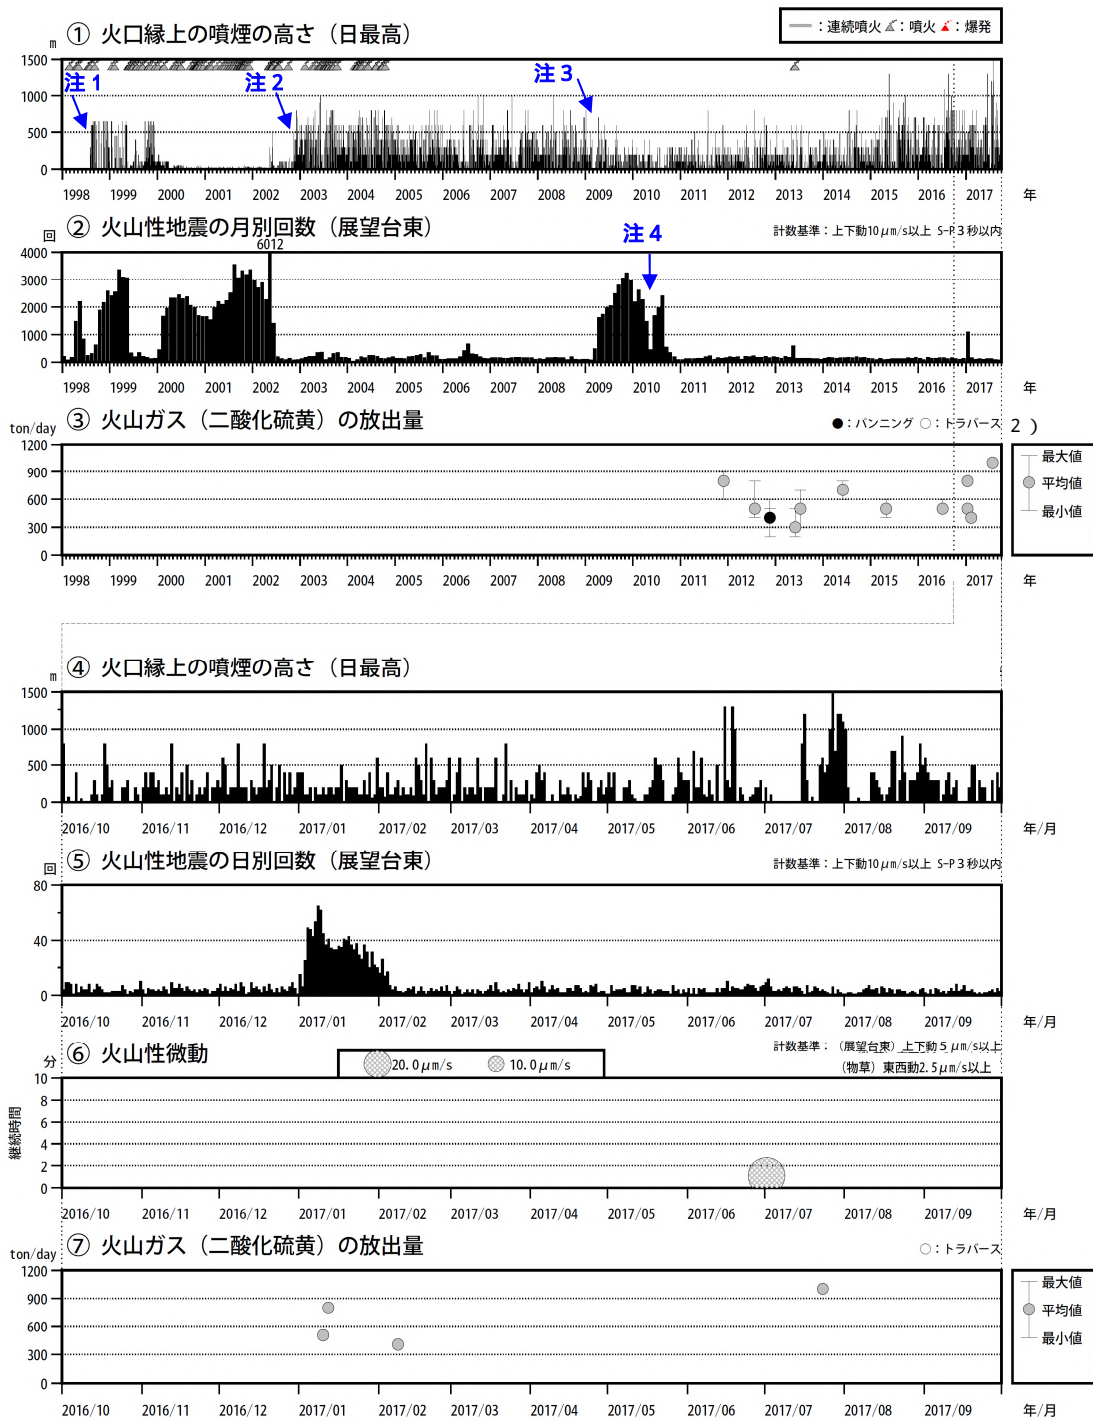 ① 火口縁上の噴煙の高さ（日最高）
━：連続噴火 ：噴火 ：爆発
m
1500
1000
500
0
注１
注２
注３
1998 1999 2000 2001 2002 2003 2004 2005 2006 2007 2008 2009 2010 2011 2012 2013 2014 2015 2016 2017 年
② 火山性地震の月別回数（展望台東）
計数基準：上下動10μm/s以上 S-P３秒以内
回
6012
注４
4000
3000
2000
1000
0
1998 1999 2000 2001 2002 2003 2004 2005 2006 2007 2008 2009 2010 2011 2012 2013 2014 2015 2016 2017 年
③ 火山ガス（二酸化硫黄）の放出量
ton/day
●：パンニング ○：トラバース ２）
1200
900
600
300
0
最大値
平均値
最小値
1998 1999 2000 2001 2002 2003 2004 2005 2006 2007 2008 2009 2010 2011 2012 2013 2014 2015 2016 2017 年
④ 火口縁上の噴煙の高さ（日最高）
m
1500
1000
500
0
2016/10 2016/11 2016/12 2017/01 2017/02 2017/03 2017/04 2017/05 2017/06 2017/07 2017/08 2017/09 年/月
⑤ 火山性地震の日別回数（展望台東）
計数基準：上下動10μm/s以上 S-P３秒以内
回
80
40
0
2016/10 2016/11 2016/12 2017/01 2017/02 2017/03 2017/04 2017/05 2017/06 2017/07 2017/08 2017/09 年/月
⑥ 火山性微動
20.0μm/s 10.0μm/s
計数基準：（展望台東）上下動５μm/s以上
（物草）東西動2.5μm/s以上
分
継続時間
10
8
6
4
2
0
2016/10 2016/11 2016/12 2017/01 2017/02 2017/03 2017/04 2017/05 2017/06 2017/07 2017/08 2017/09 年/月
⑦ 火山ガス（二酸化硫黄）の放出量
ton/day
○：トラバース
1200
900
600
300
0
最大値
平均値
最小値
2016/10 2016/11 2016/12 2017/01 2017/02 2017/03 2017/04 2017/05 2017/06 2017/07 2017/08 2017/09 年/月